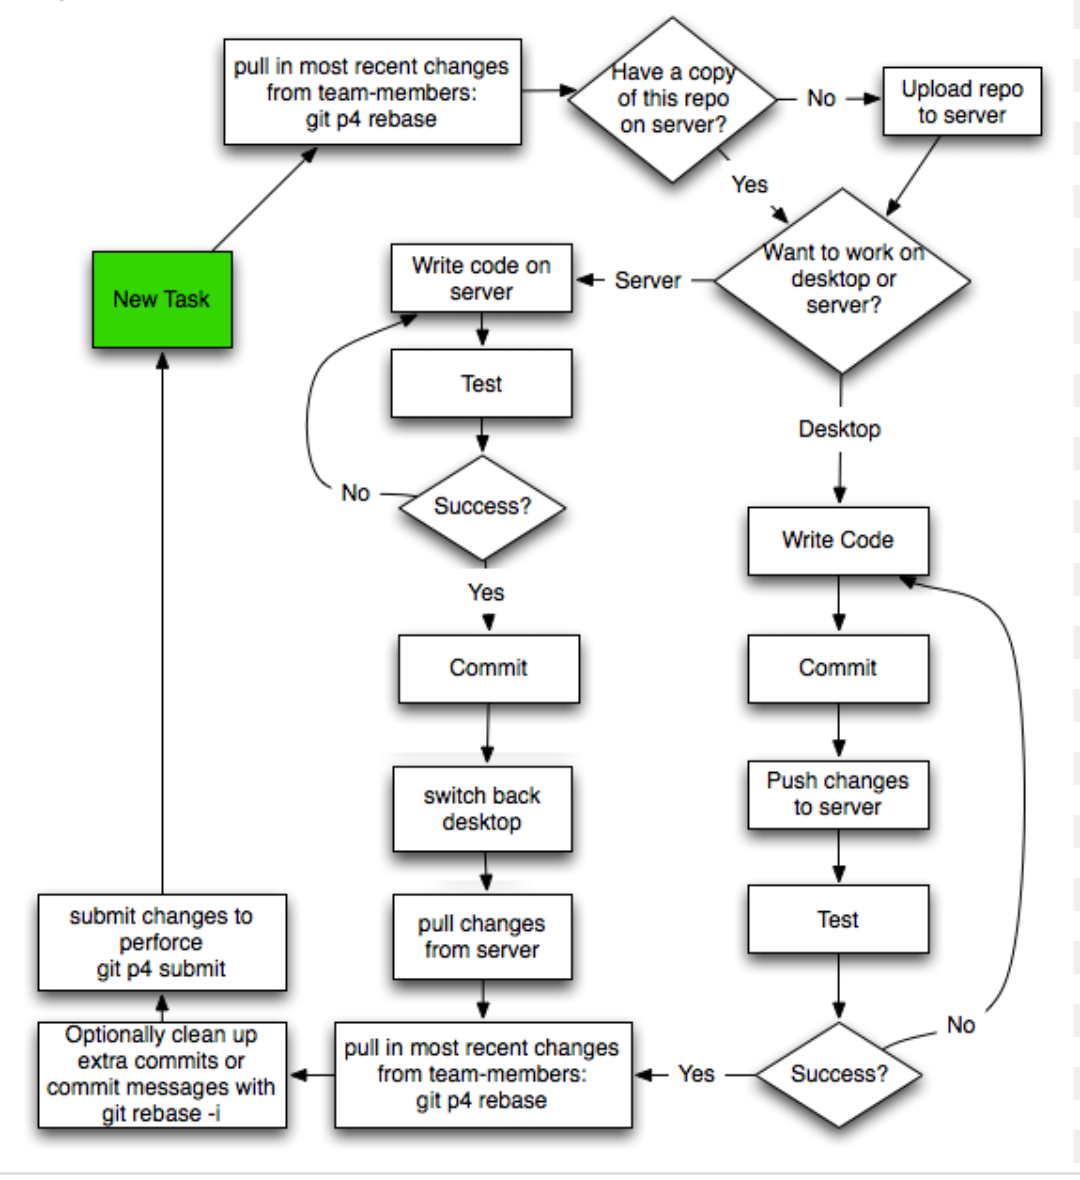 pull in most recent changes
from team-members:
git p4 rebase
Have a copy
of this repo
on server?
No
Upload repo
to server
Yes
Want to work on
desktop or
server?
Server
Write code on
server
New Task
Test
Desktop
No
Success?
Write Code
Yes
Commit
Commit
switch back
desktop
Push changes
to server
pull changes
from server
Test
submit changes to
perforce
git p4 submit
No
Optionally clean up
extra commits or
commit messages with
git rebase -i
pull in most recent changes
from team-members:
git p4 rebase
Yes
Success?